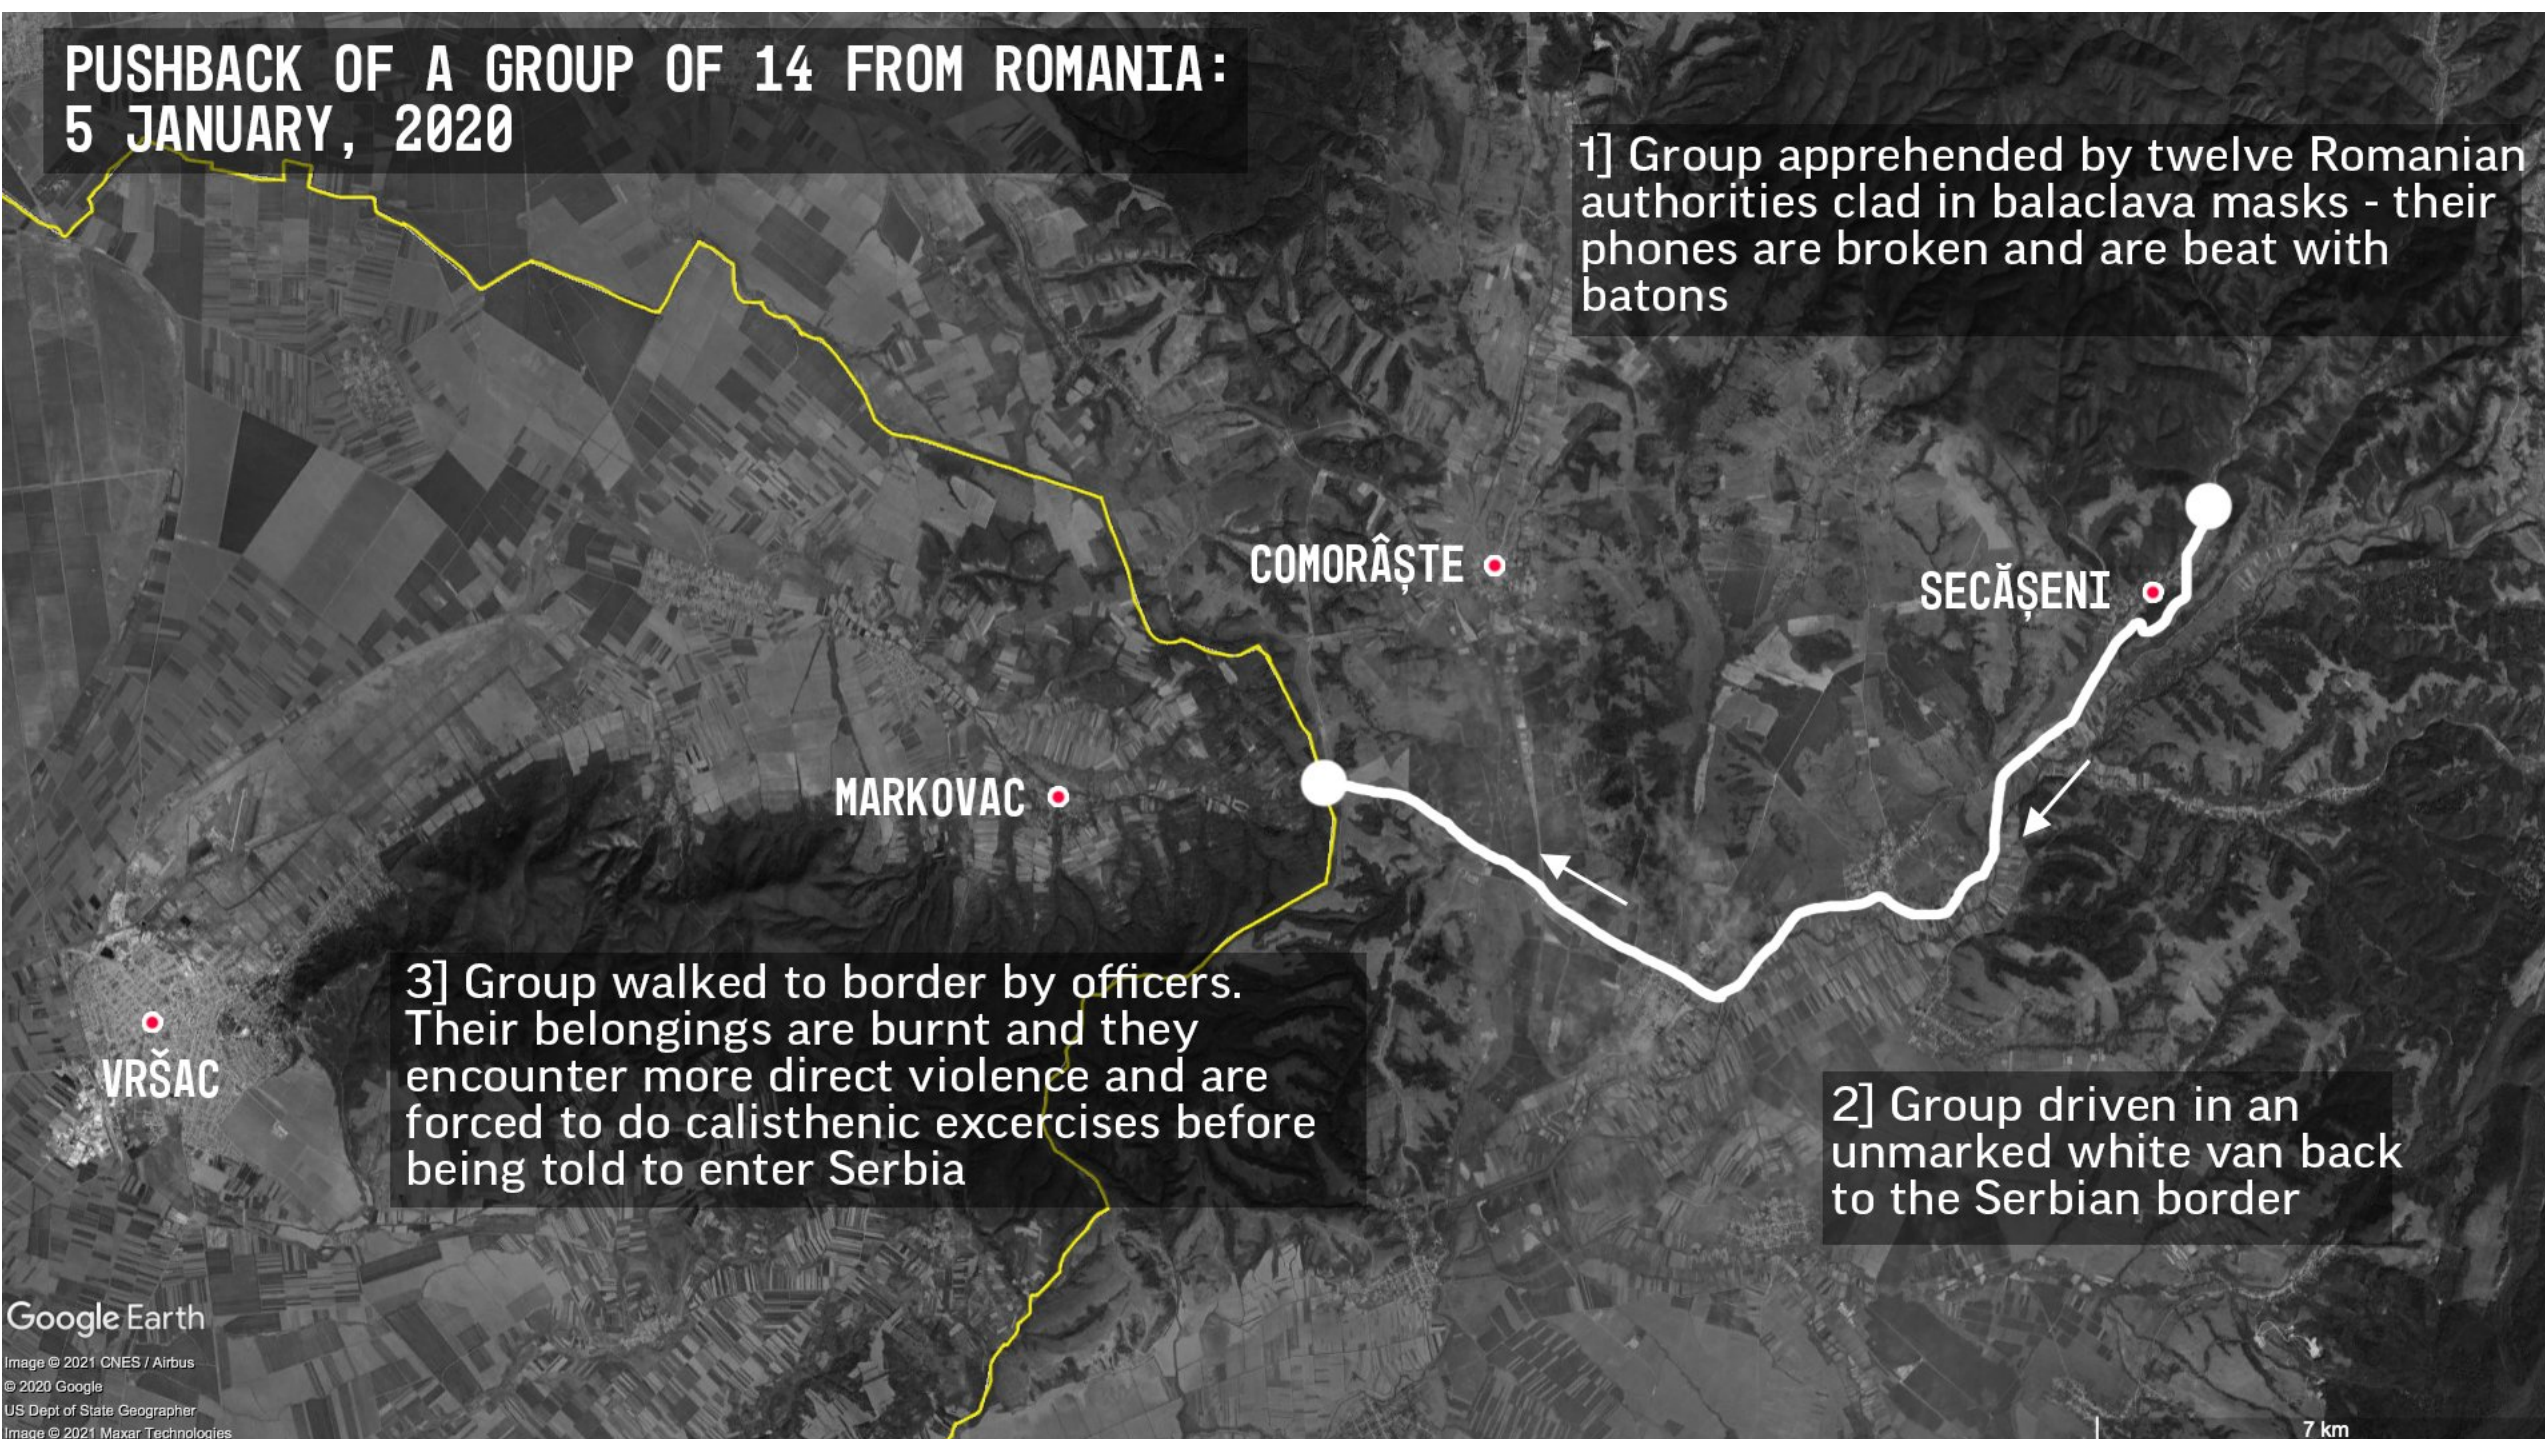 PUSHBACK OF A GROUP OF 14 FROM ROMANIA:
5 JANUARY, 2020
1] Group apprehended by twelve Romanian
authorities clad in balaclava masks - their
phones are broken and are beat with
batons
COMORÂȘTE
SECĂȘENI
MARKOVAC
3] Group walked to border by officers.
Their belongings are burnt and they
encounter more direct violence and are
forced to do calisthenic excercises before
being told to enter Serbia
VRŠAC
2] Group driven in an
unmarked white van back
to the Serbian border
Google Earth
Image © 2021 CNES / Airbus
© 2020 Google
US Dept of State Geographer
Image © 2021 Maxar Technologies
7 km